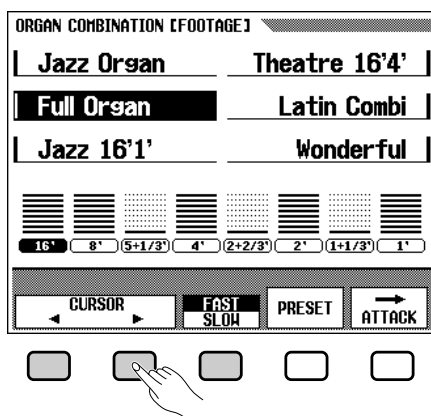 ORGAN COMBINATION [FOOTAGE]
Jazz Organ Theatre 16'4'
Full Organ Latin Combi
Jazz 16'1' Wonderful
16' 8' (5+1/3') 4' (2+2/3') 2' (1+1/3') 1'
CURSOR FAST SLOW PRESET ATTACK